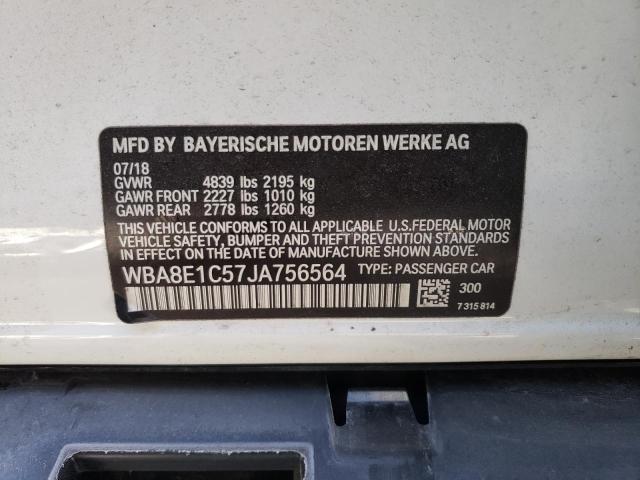 MFD BY BAYERISCHE MOTOREN WERKE AG
07/18
GVWR 4839 lbs 2195 kg
GAWR FRONT 2227 lbs 1010 kg
GAWR REAR 2778 lbs 1260 kg
THIS VEHICLE CONFORMS TO ALL APPLICABLE U.S.FEDERAL MOTOR
VEHICLE SAFETY, BUMPER AND THEFT PREVENTION STANDARDS IN
EFFECT ON THE DATE OF MANUFACTURE SHOWN ABOVE.
WBA8E1C57JA756564 TYPE: PASSENGER CAR
300
7 315 814